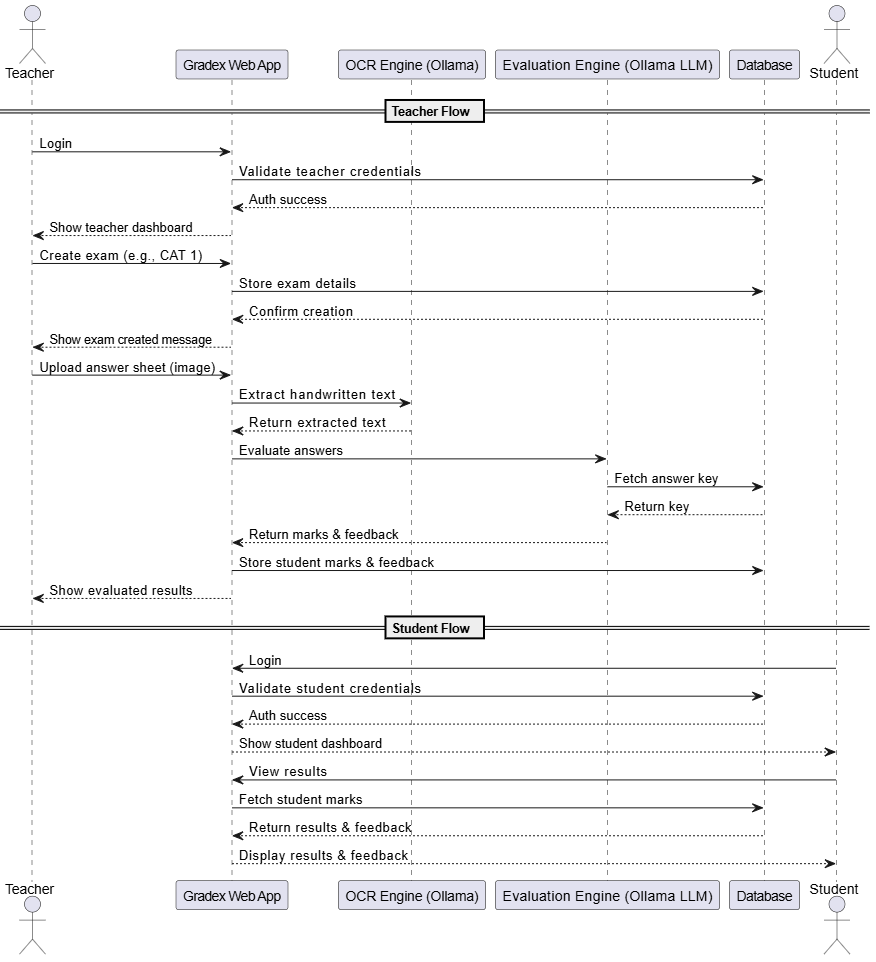 Teacher
Gradex Web App
OCR Engine (Ollama)
Evaluation Engine (Ollama LLM)
Database
Student
Teacher Flow
Login
Validate teacher credentials
Auth success
Show teacher dashboard
Create exam (e.g., CAT 1)
Store exam details
Confirm creation
Show exam created message
Upload answer sheet (image)
Extract handwritten text
Return extracted text
Evaluate answers
Fetch answer key
Return key
Return marks & feedback
Store student marks & feedback
Show evaluated results
Student Flow
Login
Validate student credentials
Auth success
Show student dashboard
View results
Fetch student marks
Return results & feedback
Display results & feedback
Teacher
Gradex Web App
OCR Engine (Ollama)
Evaluation Engine (Ollama LLM)
Database
Student